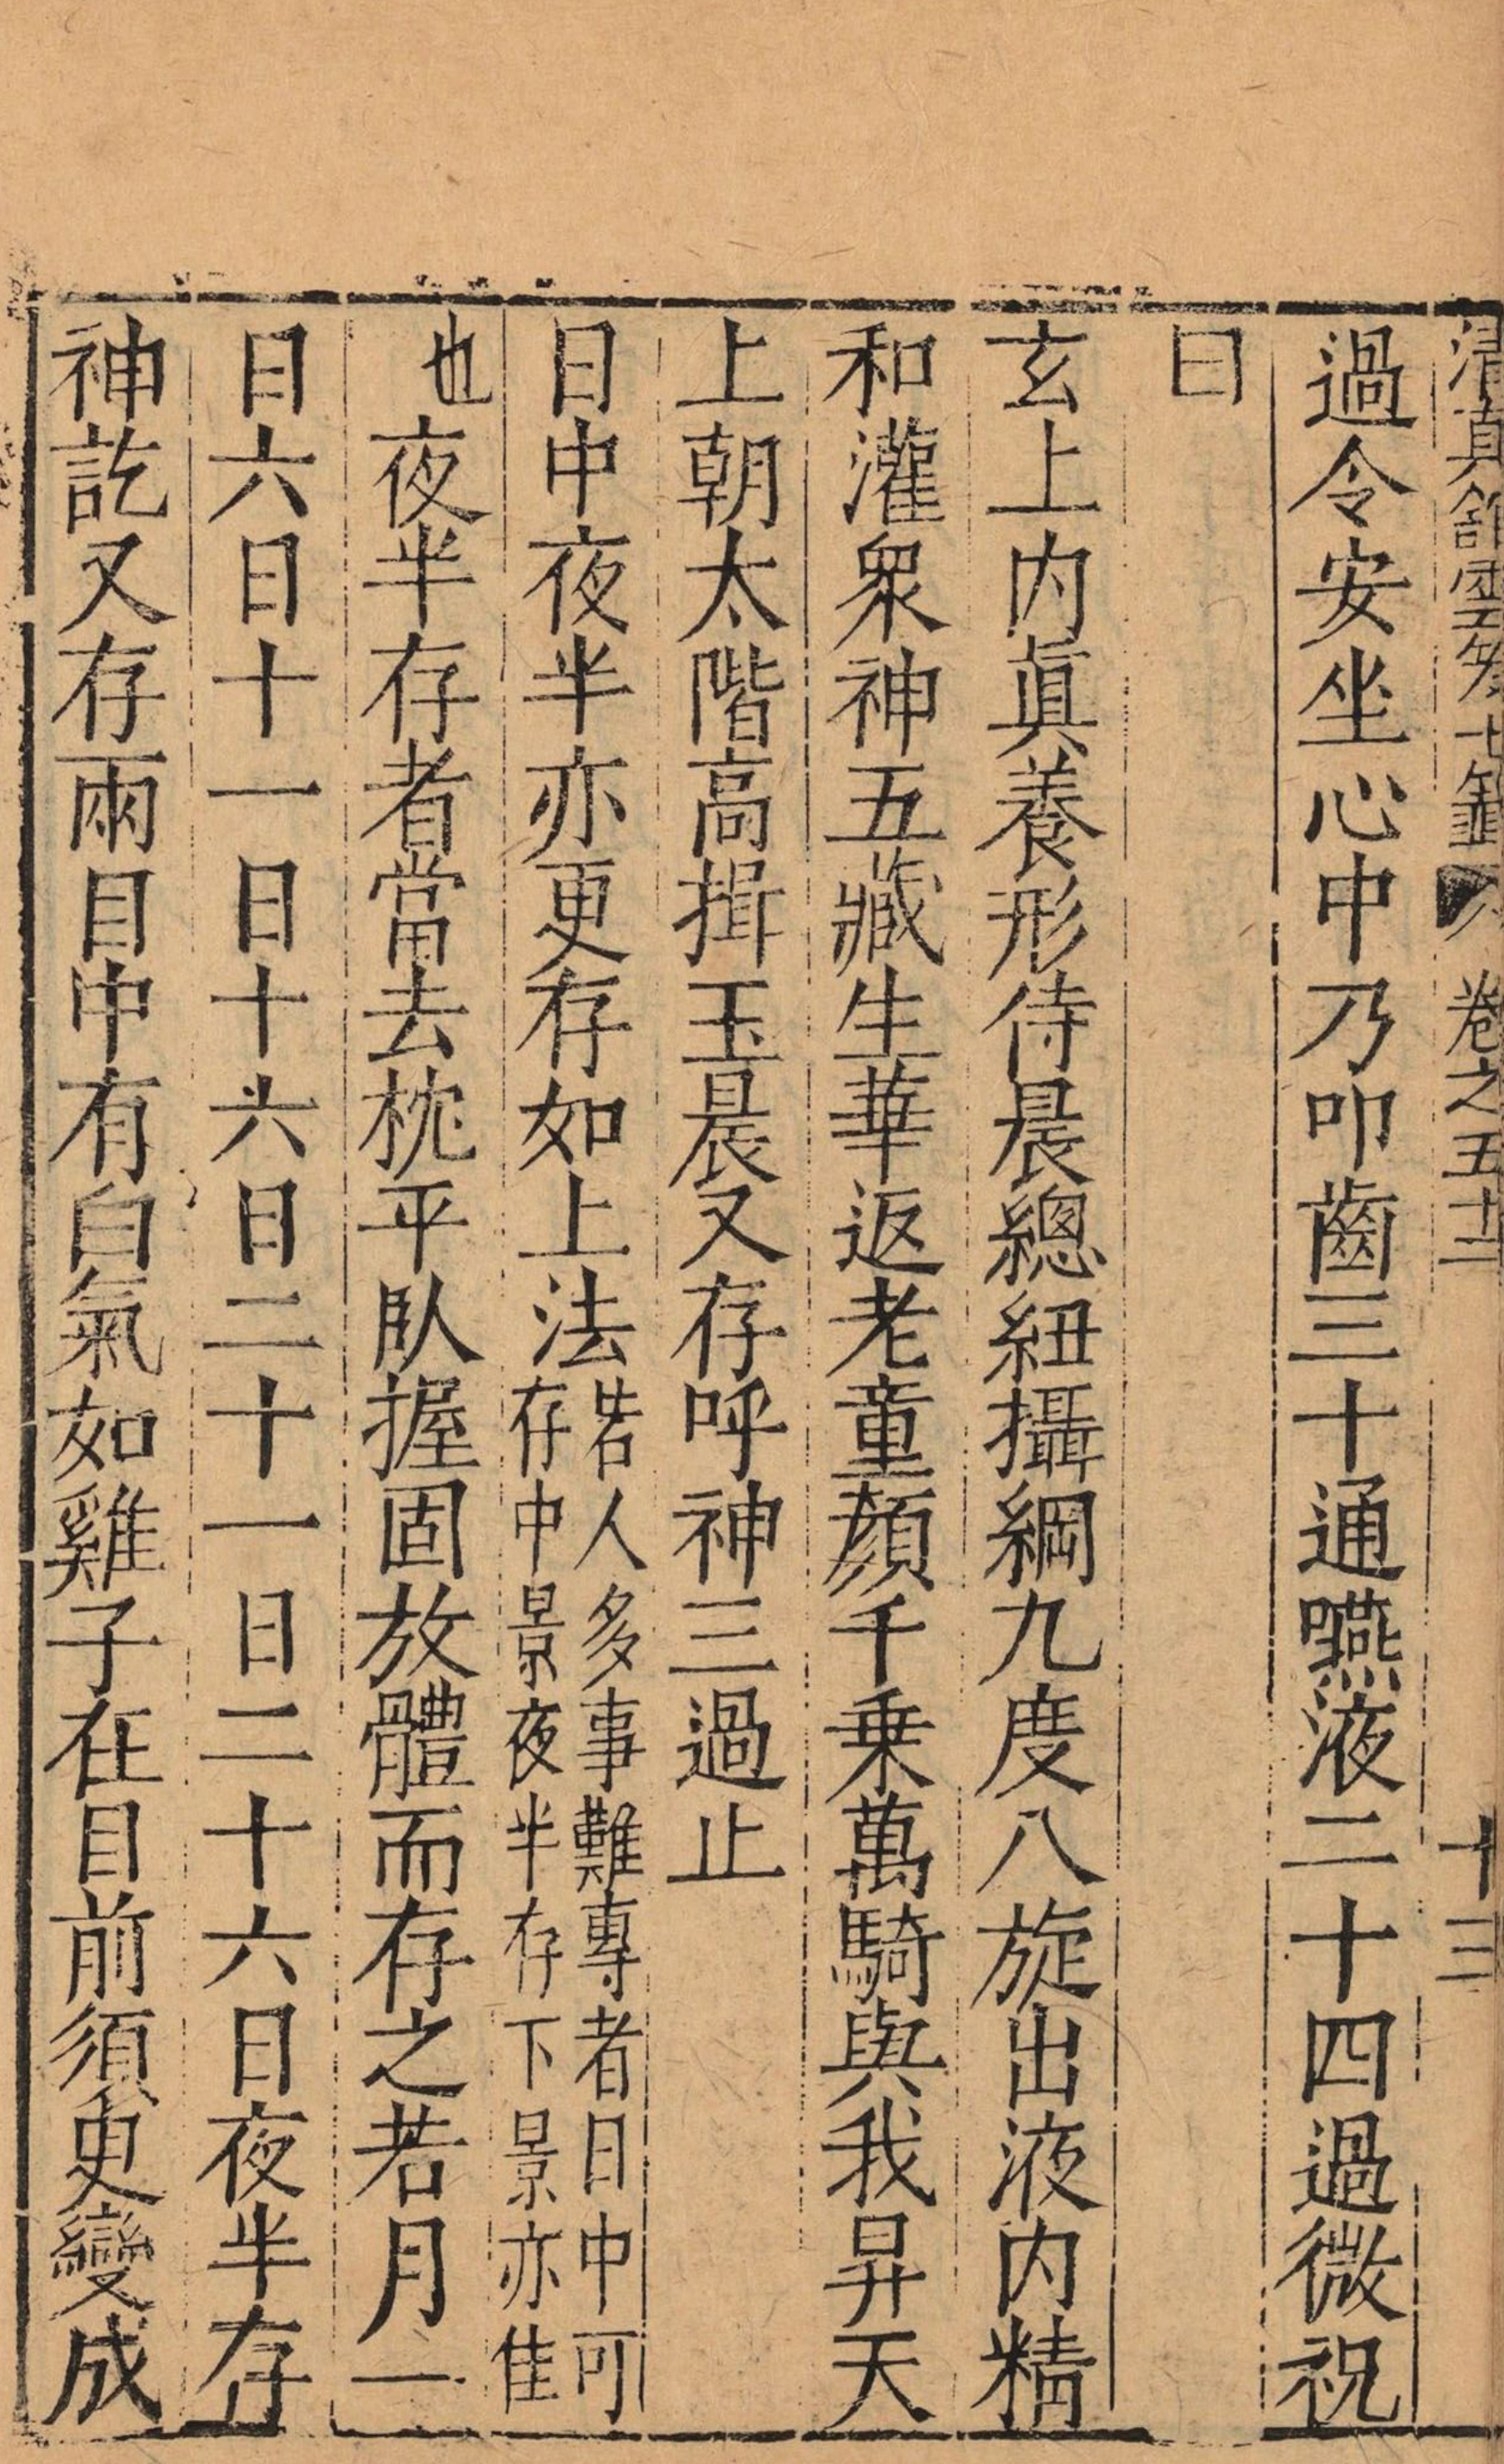 清真館雲笈七籤 卷之五十二 十三
過令安坐心中乃叩齒三十通嚥液二十四過微祝
曰
玄上内眞養形侍晨總紐攝綱九度八旋出液内精
和灌衆神五藏生華返老童顏千乗萬騎與我昇天
上朝太階高揖玉晨又存呼神三過止
日中夜半亦更存如上法若人多事難專者日中可存中景夜半存下景亦佳
也夜半存者當去枕平臥握固放體而存之若月一
日六日十一日十六日二十一日二十六日夜半存
神訖又存兩目中有白氣如雞子在目前須臾變成